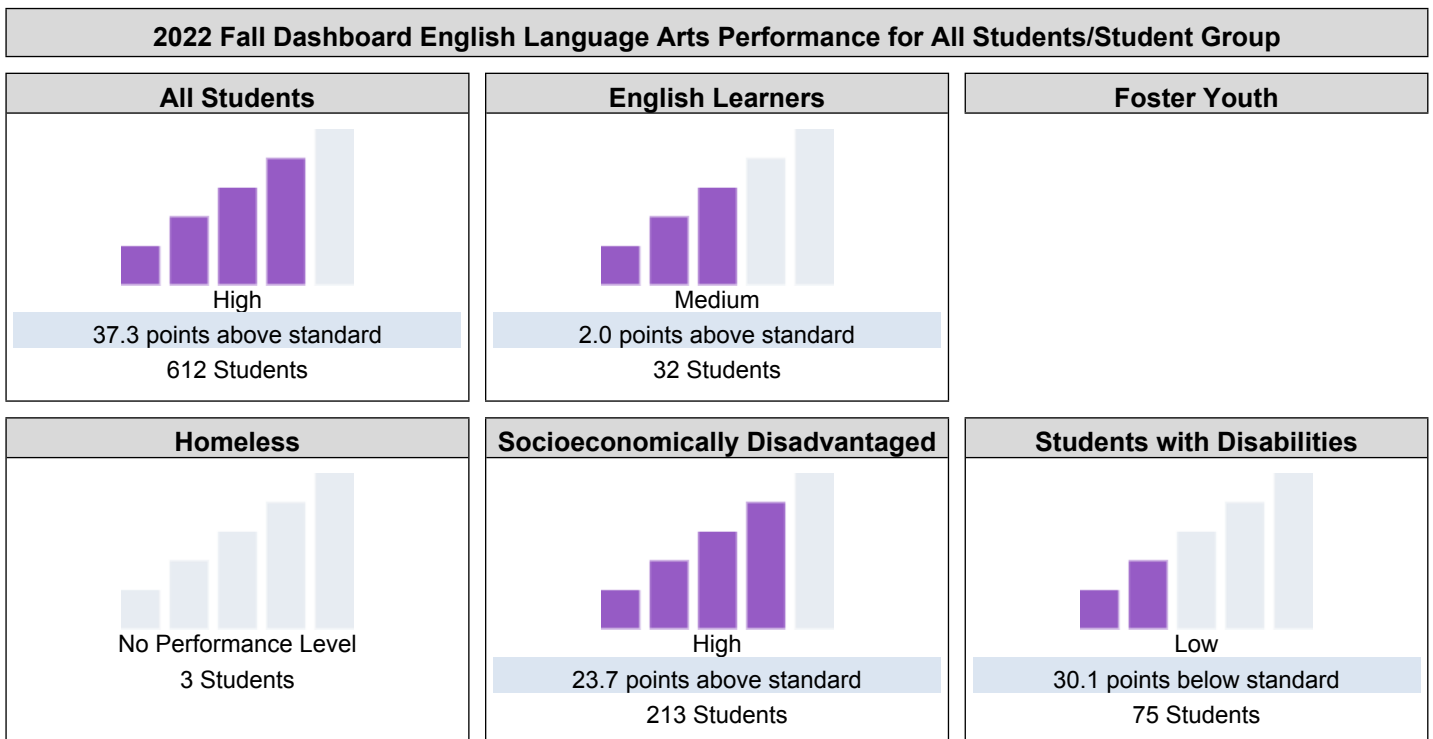 2022 Fall Dashboard English Language Arts Performance for All Students/Student Group
All Students
High
37.3 points above standard
612 Students
English Learners
Medium
2.0 points above standard
32 Students
Foster Youth
Homeless
No Performance Level
3 Students
Socioeconomically Disadvantaged
High
23.7 points above standard
213 Students
Students with Disabilities
Low
30.1 points below standard
75 Students